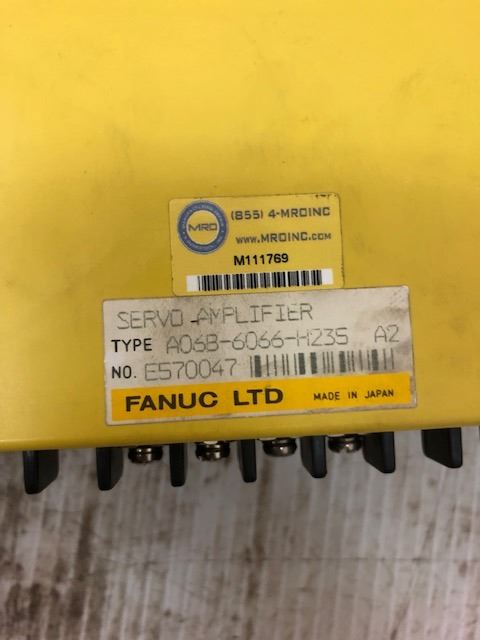 MRO
(855) 4-MROINC
www.MROINC.com
M111769
SERVO AMPLIFIER
TYPE A06B-6066-H235 A2
NO. E570047
FANUC LTD MADE IN JAPAN